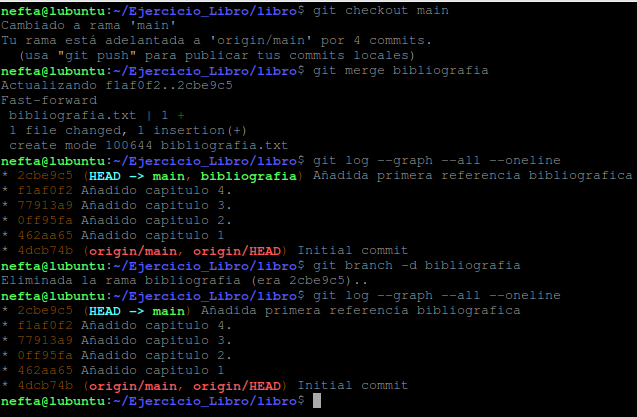 nefta@lubuntu:~/Ejercicio_Libro/libro$ git checkout main
Cambiado a rama 'main'
Tu rama está adelantada a 'origin/main' por 4 commits.
  (usa "git push" para publicar tus commits locales)
nefta@lubuntu:~/Ejercicio_Libro/libro$ git merge bibliografia
Actualizando f1af0f2..2cbe9c5
Fast-forward
 bibliografia.txt | 1 +
 1 file changed, 1 insertion(+)
 create mode 100644 bibliografia.txt
nefta@lubuntu:~/Ejercicio_Libro/libro$ git log --graph --all --oneline
* 2cbe9c5 (HEAD -> main, bibliografia) Añadida primera referencia bibliografica
* f1af0f2 Añadido capitulo 4.
* 77913a9 Añadido capitulo 3.
* 0ff95fa Añadido capitulo 2.
* 462aa65 Añadido capitulo 1
* 4dcb74b (origin/main, origin/HEAD) Initial commit
nefta@lubuntu:~/Ejercicio_Libro/libro$ git branch -d bibliografia
Eliminada la rama bibliografia (era 2cbe9c5)..
nefta@lubuntu:~/Ejercicio_Libro/libro$ git log --graph --all --oneline
* 2cbe9c5 (HEAD -> main) Añadida primera referencia bibliografica
* f1af0f2 Añadido capitulo 4.
* 77913a9 Añadido capitulo 3.
* 0ff95fa Añadido capitulo 2.
* 462aa65 Añadido capitulo 1
* 4dcb74b (origin/main, origin/HEAD) Initial commit
nefta@lubuntu:~/Ejercicio_Libro/libro$